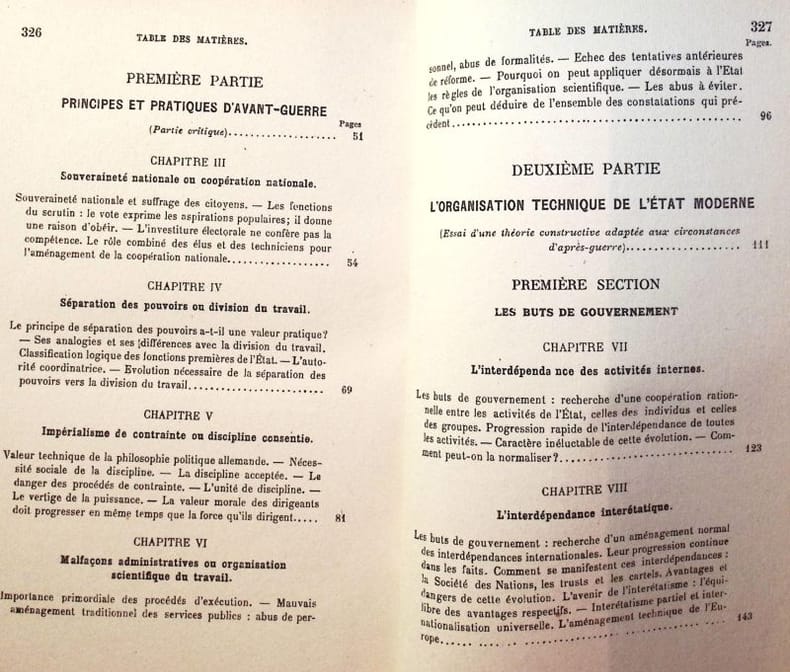 326
TABLE DES MATIÈRES.
PREMIÈRE PARTIE
PRINCIPES ET PRATIQUES D'AVANT-GUERRE
Pages
(Partie critique)..................... 51
CHAPITRE III
Souveraineté nationale ou coopération nationale.
Souveraineté nationale et suffrage des citoyens. — Les fonctions
du scrutin : le vote exprime les aspirations populaires; il donne
une raison d'obéir. — L'investiture électorale ne confère pas la
compétence. Le rôle combiné des élus et des techniciens pour
l'aménagement de la coopération nationale.................. 54
CHAPITRE IV
Séparation des pouvoirs ou division du travail.
Le principe de séparation des pouvoirs a-t-il une valeur pratique?
— Ses analogies et ses différences avec la division du travail.
Classification logique des fonctions premières de l'État. — L'auto-
rité coordinatrice. — Evolution nécessaire de la séparation des
pouvoirs vers la division du travail........................ 69
CHAPITRE V
Impérialisme de contrainte ou discipline consentie.
Valeur technique de la philosophie politique allemande. — Néces-
sité sociale de la discipline. — La discipline acceptée. — Le
danger des procédés de contrainte. — L'unité de discipline. —
Le vertige de la puissance. — La valeur morale des dirigeants
doit progresser en même temps que la force qu'ils dirigent..... 81
CHAPITRE VI
Malfaçons administratives ou organisation
scientifique du travail.
Importance primordiale des procédés d'exécution. — Mauvais
aménagement traditionnel des services publics : abus de per-
TABLE DES MATIÈRES.
327
Pages.
sonnel, abus de formalités. — Echec des tentatives antérieures
de réforme. — Pourquoi on peut appliquer désormais à l'Etat
les règles de l'organisation scientifique. — Les abus à éviter.
Ce qu'on peut déduire de l'ensemble des constatations qui pré-
cèdent.................................................. 96
DEUXIÈME PARTIE
L'ORGANISATION TECHNIQUE DE L'ÉTAT MODERNE
(Essai d'une théorie constructive adaptée aux circonstances
d'après-guerre)..................... 111
PREMIÈRE SECTION
LES BUTS DE GOUVERNEMENT
CHAPITRE VII
L'interdépenda nce des activités internes.
Les buts de gouvernement : recherche d'une coopération ration-
nelle entre les activités de l'État, celles des individus et celles
des groupes. Progression rapide de l'interdépendance de toutes
les activités. — Caractère inéluctable de cette évolution. — Com-
ment peut-on la normaliser?............................. 123
CHAPITRE VIII
L'interdépendance interétatique.
Les buts de gouvernement : recherche d'un aménagement normal
des interdépendances internationales. Leur progression continue
dans les faits. Comment se manifestent ces interdépendances :
la Société des Nations, les trusts et les cartels. Avantages et
dangers de cette évolution. L'avenir de l'interétatisme : l'équi-
libre des avantages respectifs. — Interétatisme partiel et inter-
nationalisation universelle. L'aménagement technique de l'Eu-
rope................................................ 143